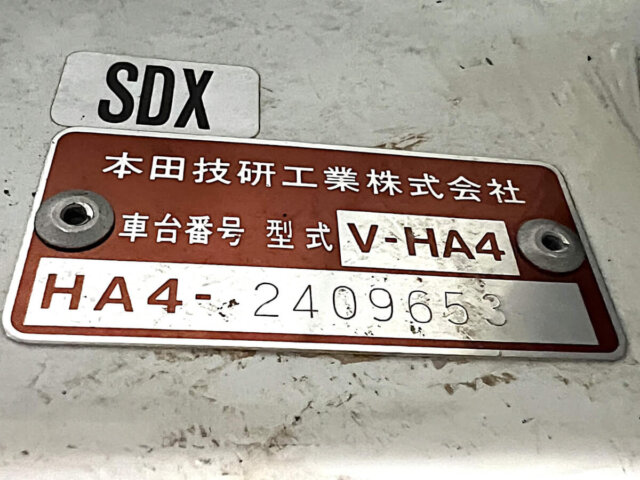 SDX
本田技研工業株式会社
車台番号 型式 V-HA4
HA4- 2409653